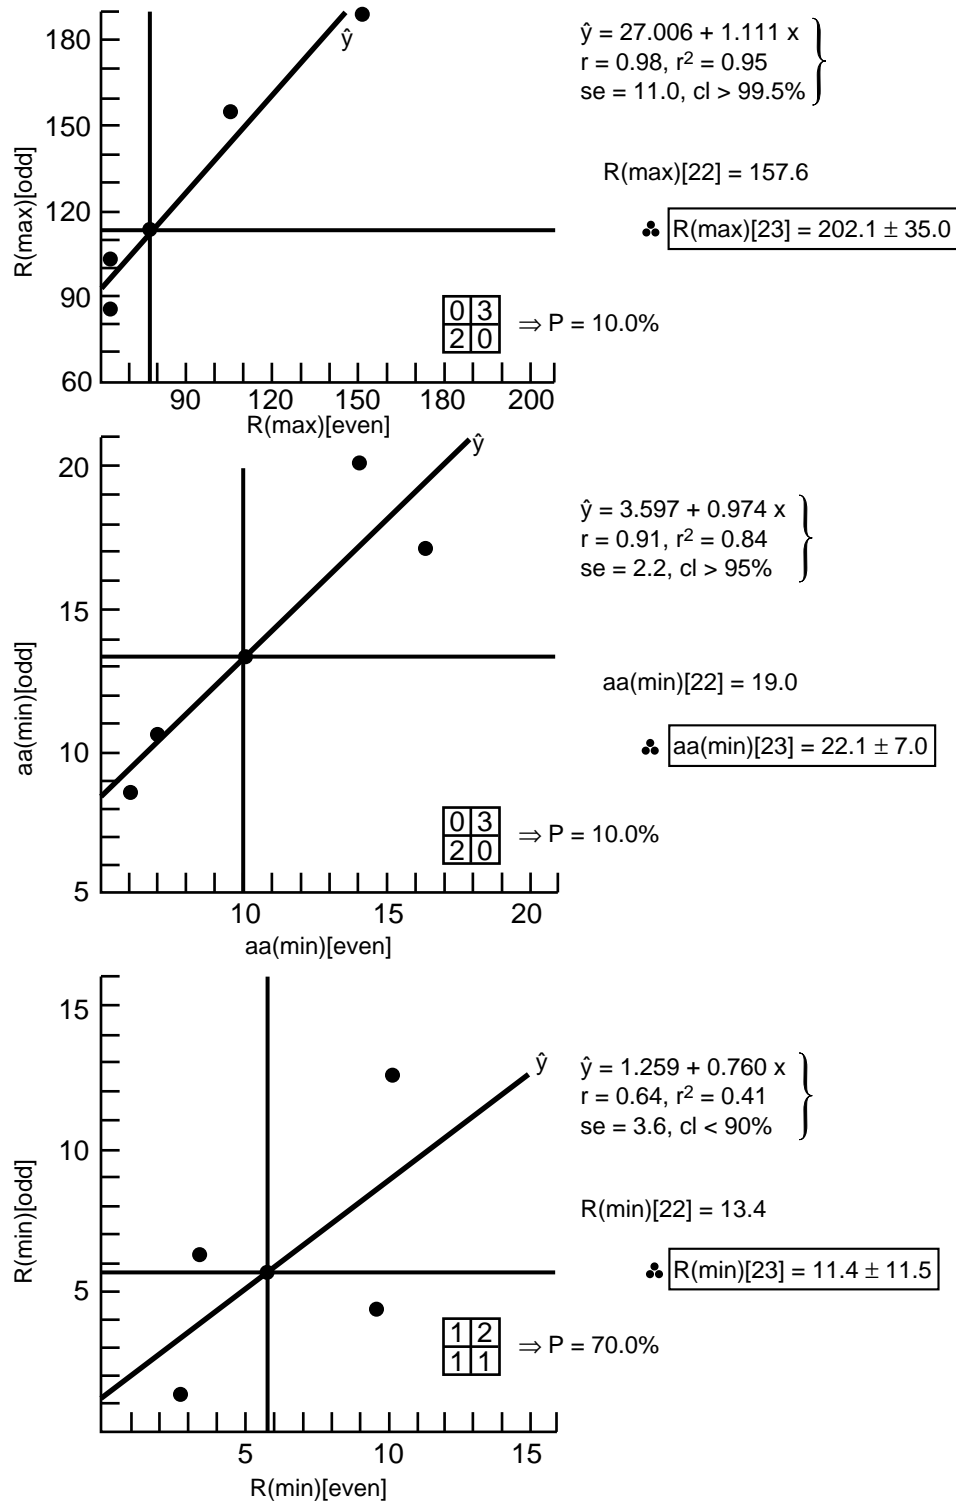 180
150
120
90
60
R(max)[odd]
ŷ
90 120 150 180 200
R(max)[even]
ŷ = 27.006 + 1.111 x
r = 0.98, r² = 0.95
se = 11.0, cl > 99.5%
R(max)[22] = 157.6
R(max)[23] = 202.1 ± 35.0
0 3
2 0
⇒ P = 10.0%
20
15
10
5
aa(min)[odd]
ŷ
10 15 20
aa(min)[even]
ŷ = 3.597 + 0.974 x
r = 0.91, r² = 0.84
se = 2.2, cl > 95%
aa(min)[22] = 19.0
aa(min)[23] = 22.1 ± 7.0
0 3
2 0
⇒ P = 10.0%
15
10
5
R(min)[odd]
ŷ
5 10 15
R(min)[even]
ŷ = 1.259 + 0.760 x
r = 0.64, r² = 0.41
se = 3.6, cl < 90%
R(min)[22] = 13.4
R(min)[23] = 11.4 ± 11.5
1 2
1 1
⇒ P = 70.0%